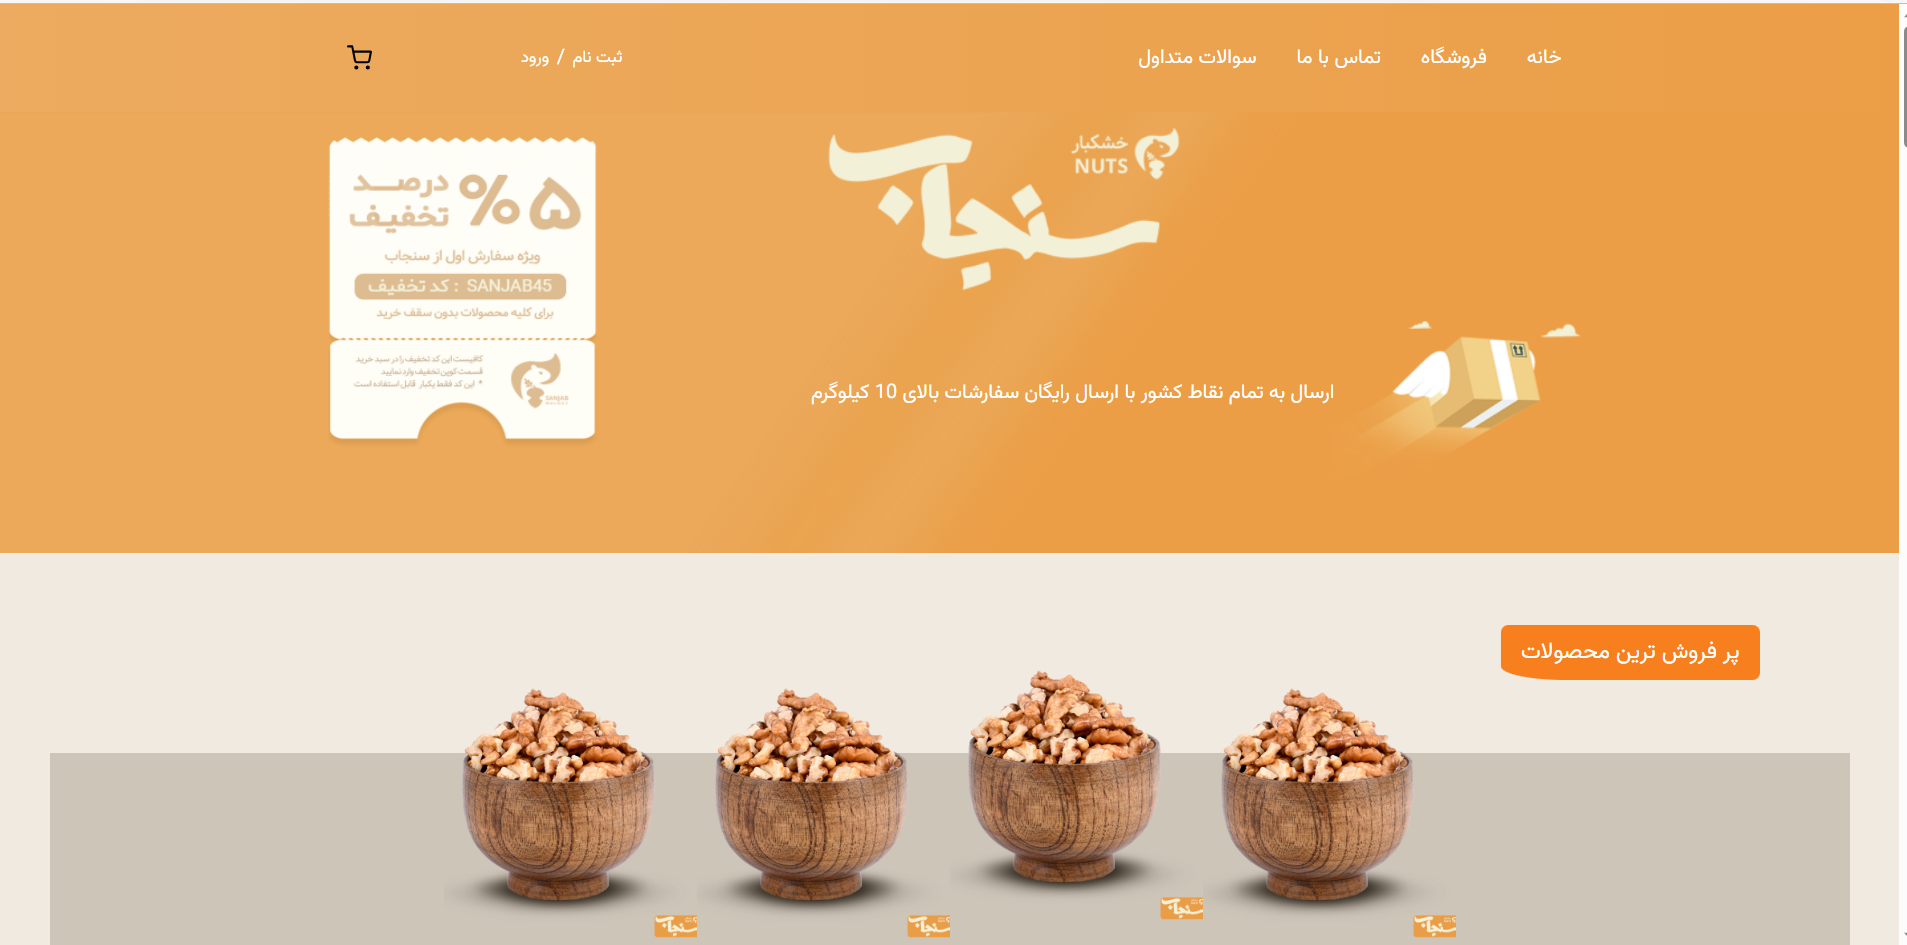 خانه
فروشگاه
تماس با ما
سوالات متداول
ثبت نام / ورود
خشکبار
NUTS
سنجاب
ارسال به تمام نقاط کشور با ارسال رایگان سفارشات بالای 10 کیلوگرم
۵% درصد
تخفیف
ویژه سفارش اول از سنجاب
کد تخفیف : SANJAB45
برای کلیه محصولات بدون سقف خرید
کافیست این کد تخفیف را در سبد خرید
قسمت کوپن تخفیف وارد نمایید
* این کد فقط یکبار قابل استفاده است
SANJAB
پر فروش ترین محصولات
سنجاب
سنجاب
سنجاب
سنجاب